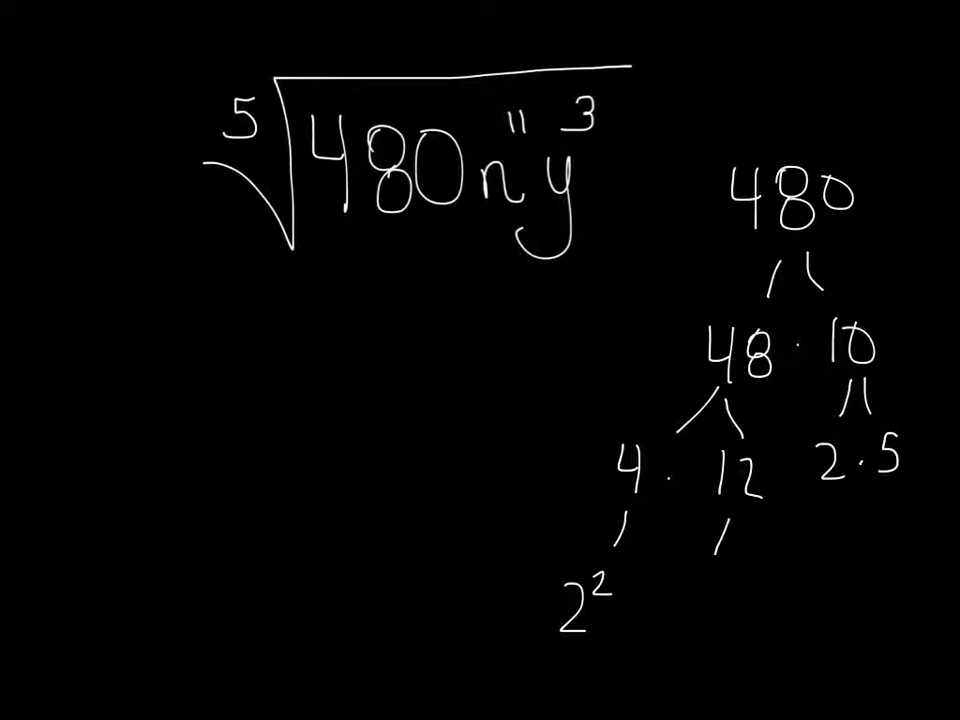 ⁵√480n¹¹y³
480
48 · 10
4 · 12 2 · 5
2²